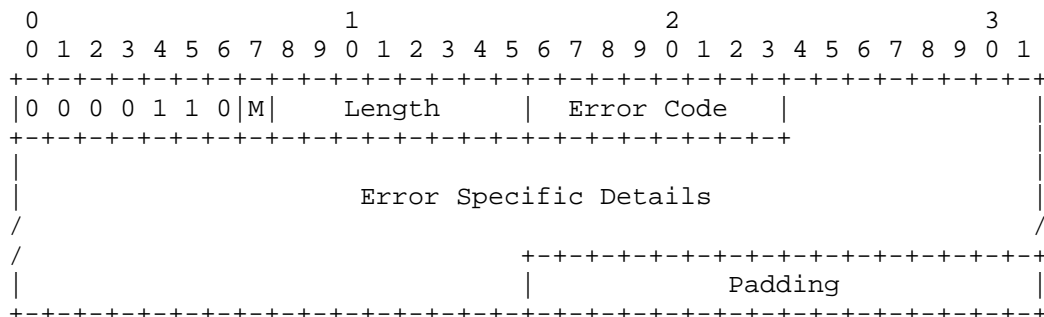 0                   1                   2                   3
 0 1 2 3 4 5 6 7 8 9 0 1 2 3 4 5 6 7 8 9 0 1 2 3 4 5 6 7 8 9 0 1
+-+-+-+-+-+-+-+-+-+-+-+-+-+-+-+-+-+-+-+-+-+-+-+-+-+-+-+-+-+-+-+-+
|0 0 0 0 1 1 0|M|    Length     |  Error Code   |               |
+-+-+-+-+-+-+-+-+-+-+-+-+-+-+-+-+-+-+-+-+-+-+-+-+               |
|                                                               |
|                     Error Specific Details                    |
/                                                               /
/                               +-+-+-+-+-+-+-+-+-+-+-+-+-+-+-+-+
|                               |            Padding            |
+-+-+-+-+-+-+-+-+-+-+-+-+-+-+-+-+-+-+-+-+-+-+-+-+-+-+-+-+-+-+-+-+